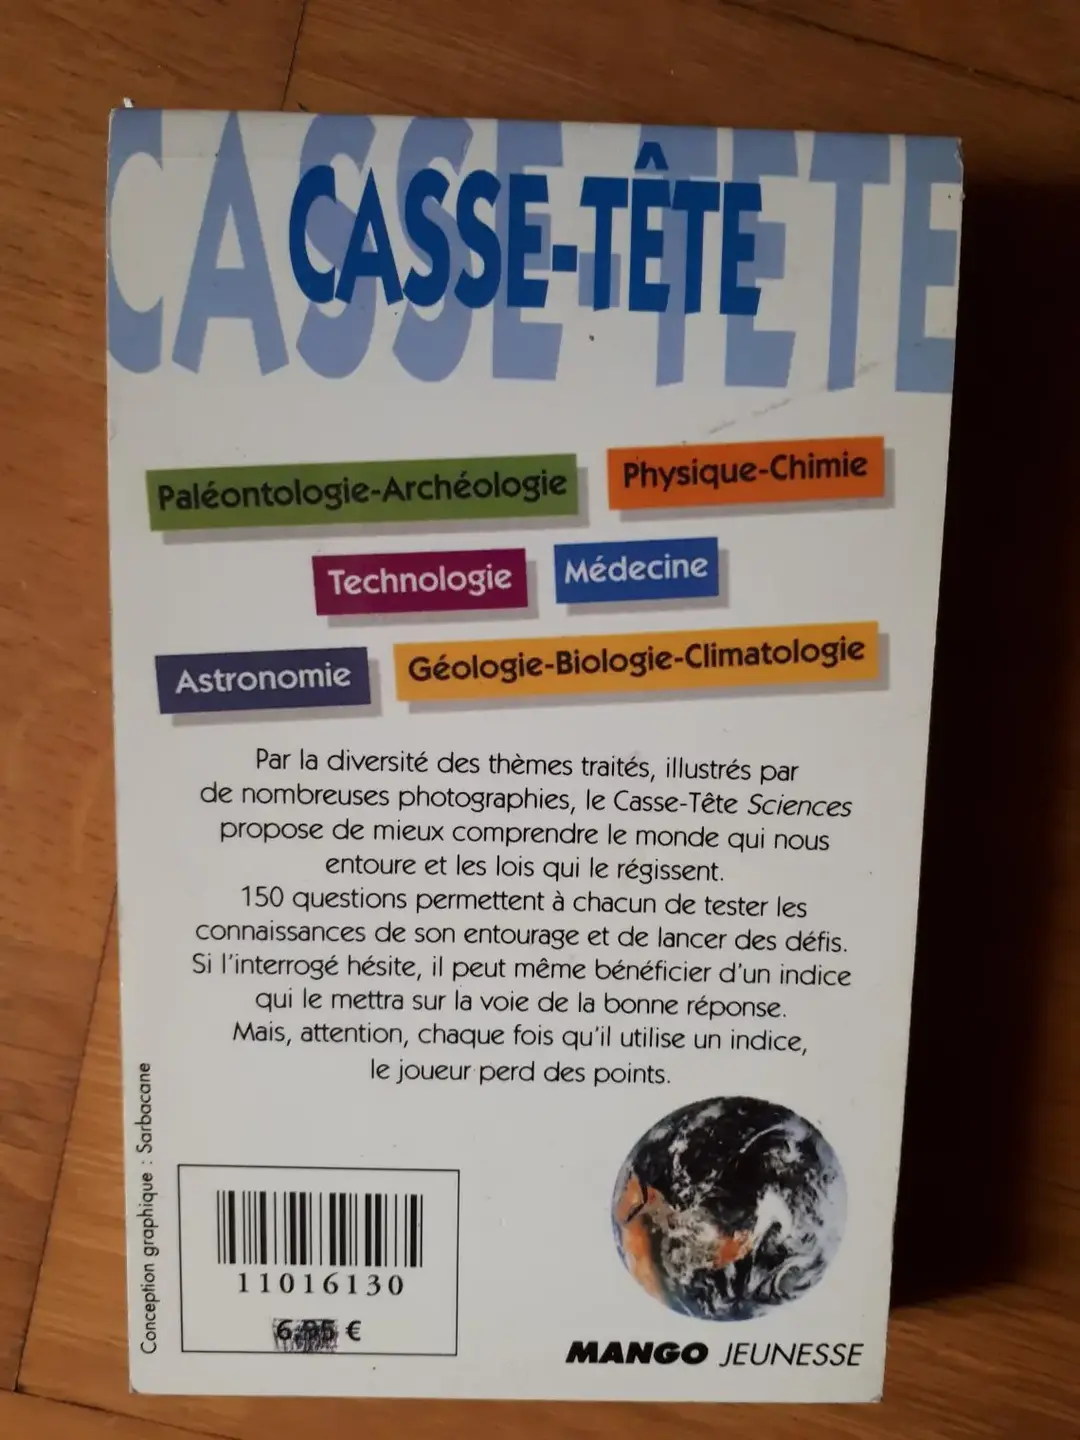 CASSE-TÊTE
CASSE-TÊTE
Paléontologie-Archéologie
Physique-Chimie
Technologie
Médecine
Astronomie
Géologie-Biologie-Climatologie
Par la diversité des thèmes traités, illustrés par
de nombreuses photographies, le Casse-Tête Sciences
propose de mieux comprendre le monde qui nous
entoure et les lois qui le régissent.
150 questions permettent à chacun de tester les
connaissances de son entourage et de lancer des défis.
Si l'interrogé hésite, il peut même bénéficier d'un indice
qui le mettra sur la voie de la bonne réponse.
Mais, attention, chaque fois qu'il utilise un indice,
le joueur perd des points.
Conception graphique : Sarbacane
11016130
6,95 €
MANGO JEUNESSE